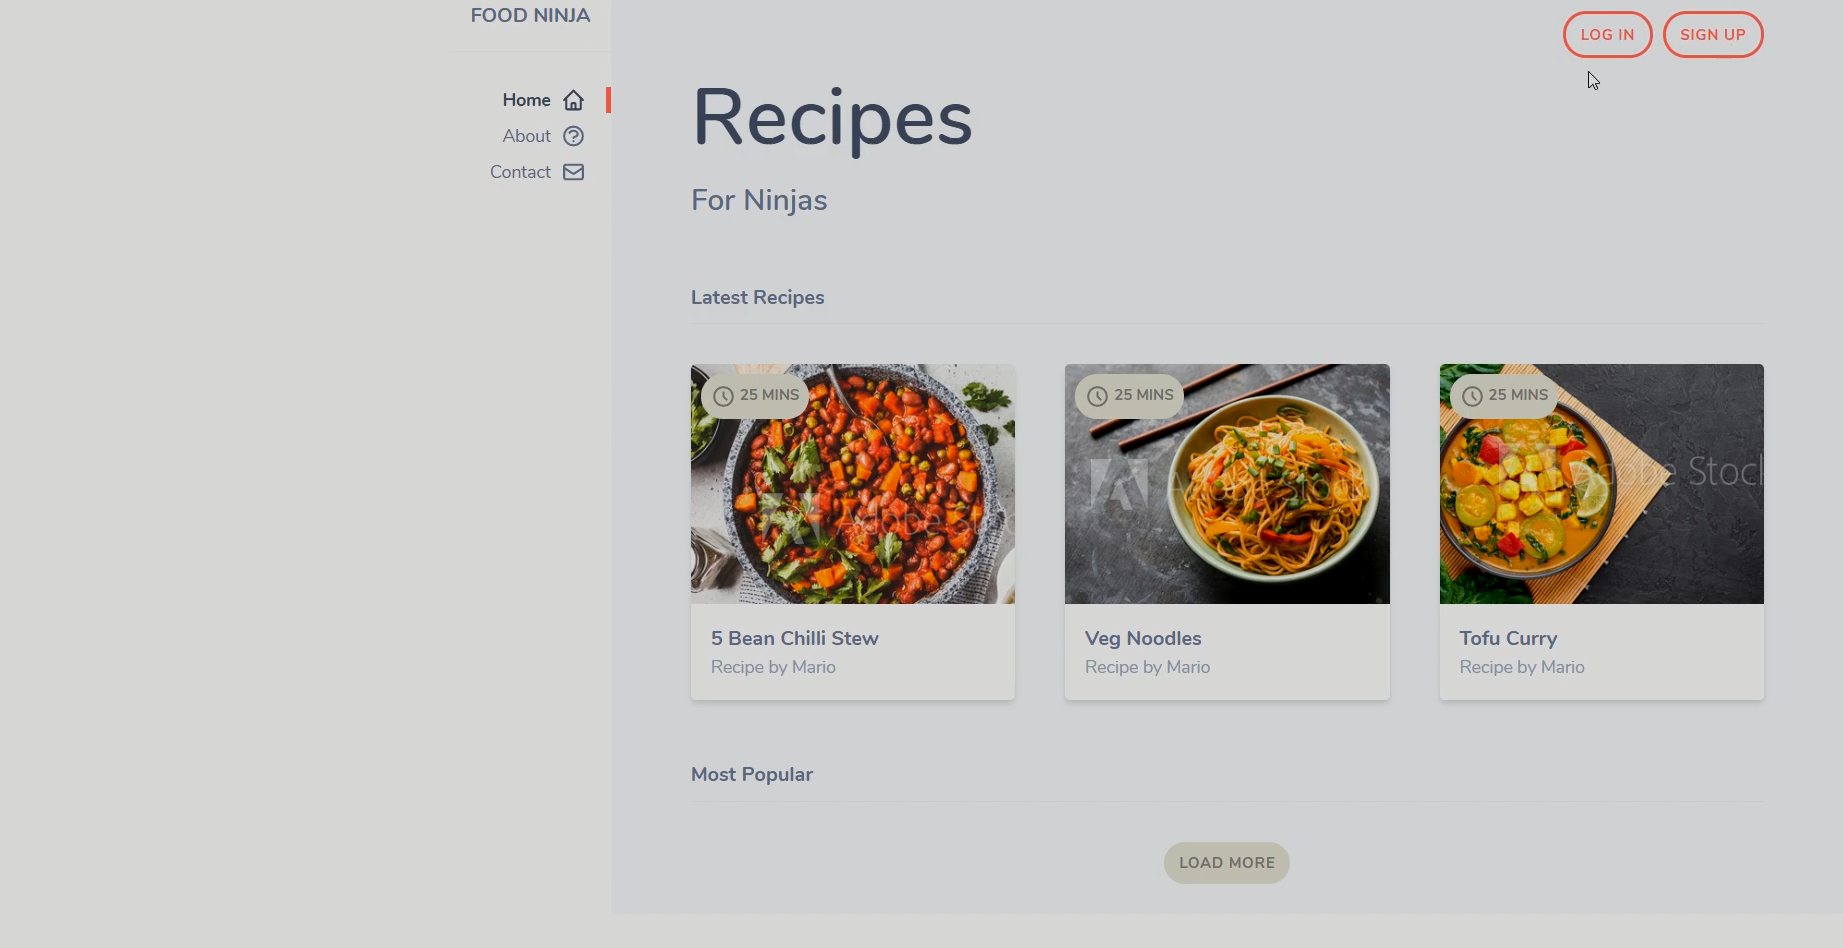 FOOD NINJA
LOG IN
SIGN UP
Home
About
Contact
Recipes
For Ninjas
Latest Recipes
25 MINS
25 MINS
25 MINS
Adobe Stock
5 Bean Chilli Stew
Recipe by Mario
Veg Noodles
Recipe by Mario
Tofu Curry
Recipe by Mario
Most Popular
LOAD MORE